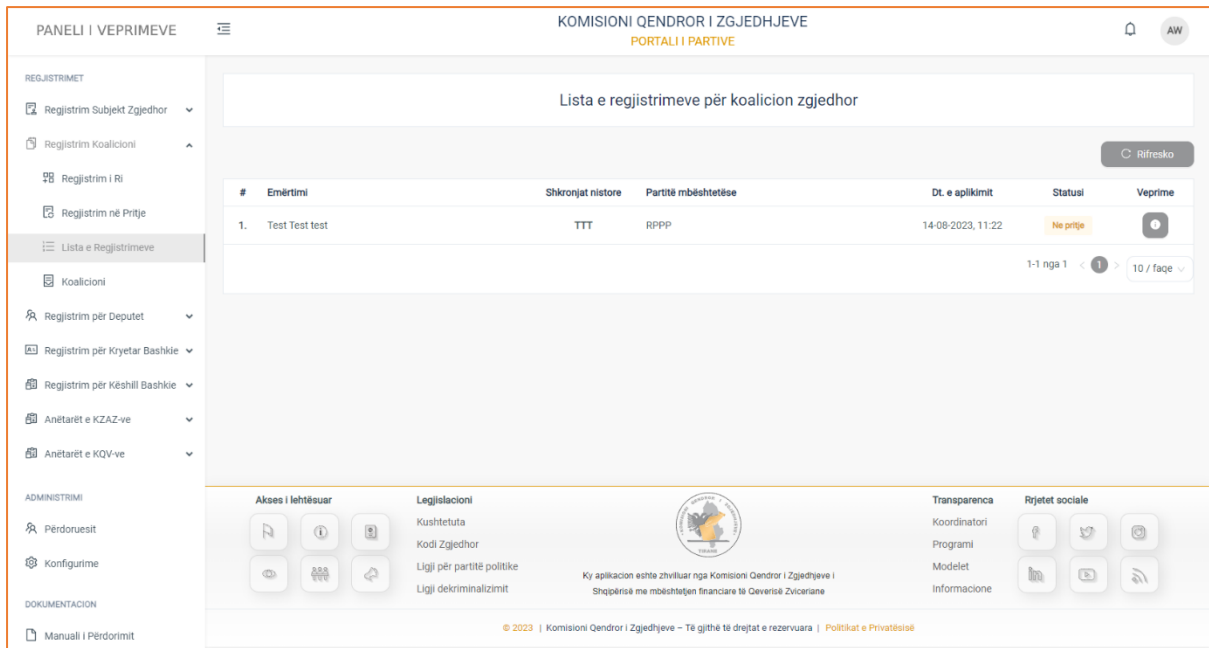 PANELI I VEPRIMEVE
KOMISIONI QENDROR I ZGJEDHJEVE
PORTALI I PARTIVE
AW
REGJISTRIMET
Regjistrim Subjekt Zgjedhor
Regjistrim Koalicioni
Regjistrim i Ri
Regjistrim në Pritje
Lista e Regjistrimeve
Koalicioni
Regjistrim për Deputet
Regjistrim për Kryetar Bashkie
Regjistrim për Këshill Bashkie
Anëtarët e KZAZ-ve
Anëtarët e KQV-ve
ADMINISTRIMI
Përdoruesit
Konfigurime
DOKUMENTACION
Manuali i Përdorimit
Lista e regjistrimeve për koalicion zgjedhor
Rifresko
# Emërtimi Shkronjat nistore Partitë mbështetëse Dt. e aplikimit Statusi Veprime
1. Test Test test TTT RPPP 14-08-2023, 11:22 Ne pritje
1-1 nga 1 < 1 > 10 / faqe
Akses i lehtësuar
Legjislacioni
Kushtetuta
Kodi Zgjedhor
Ligji për partitë politike
Ligji dekriminalizimit
KOMISIONI QENDROR I ZGJEDHJEVE
TIRANE
Ky aplikacion eshte zhvilluar nga Komisioni Qendror i Zgjedhjeve i
Shqipërisë me mbështetjen financiare të Qeverisë Zviceriane
Transparenca
Koordinatori
Programi
Modelet
Informacione
Rrjetet sociale
© 2023 | Komisioni Qendror i Zgjedhjeve – Të gjithë të drejtat e rezervuara | Politikat e Privatësisë